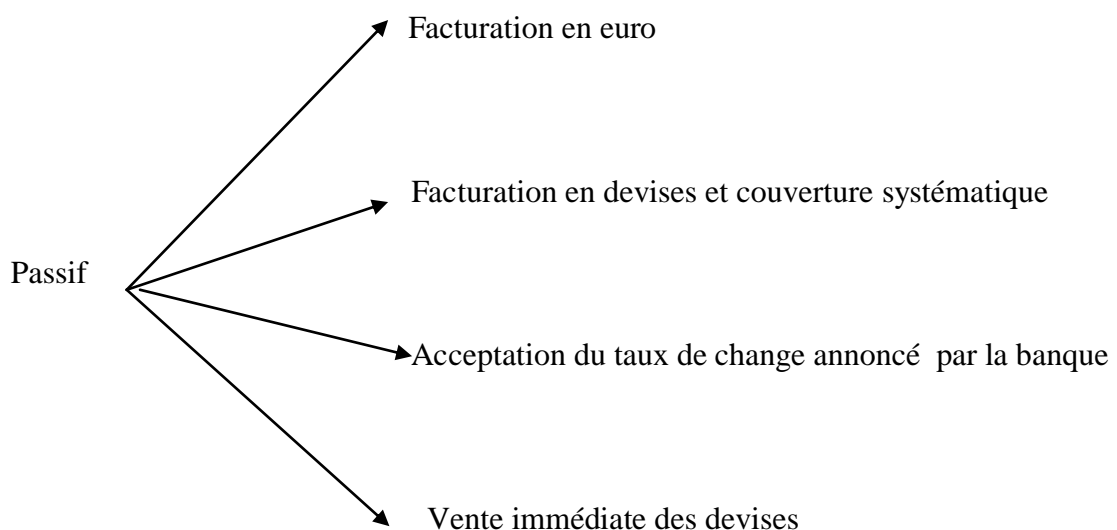 Facturation en euro
Facturation en devises et couverture systématique
Passif
Acceptation du taux de change annoncé par la banque
Vente immédiate des devises